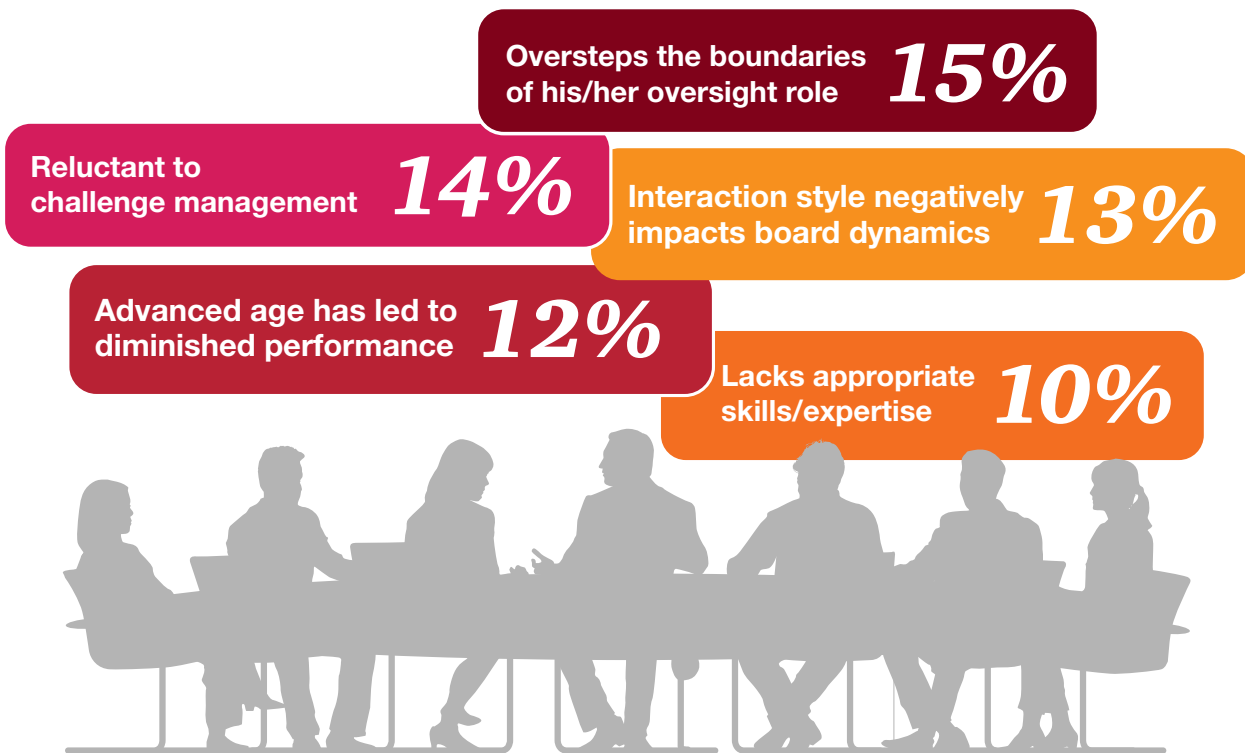 Oversteps the boundaries
of his/her oversight role
15%
Reluctant to
challenge management
14%
Interaction style negatively
impacts board dynamics
13%
Advanced age has led to
diminished performance
12%
Lacks appropriate
skills/expertise
10%